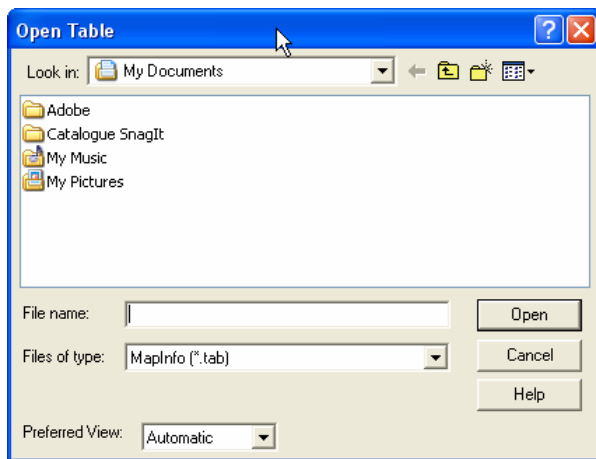 Open Table
Look in: My Documents
Adobe
Catalogue SnagIt
My Music
My Pictures
File name: Open
Files of type: MapInfo (*.tab) Cancel
Help
Preferred View: Automatic